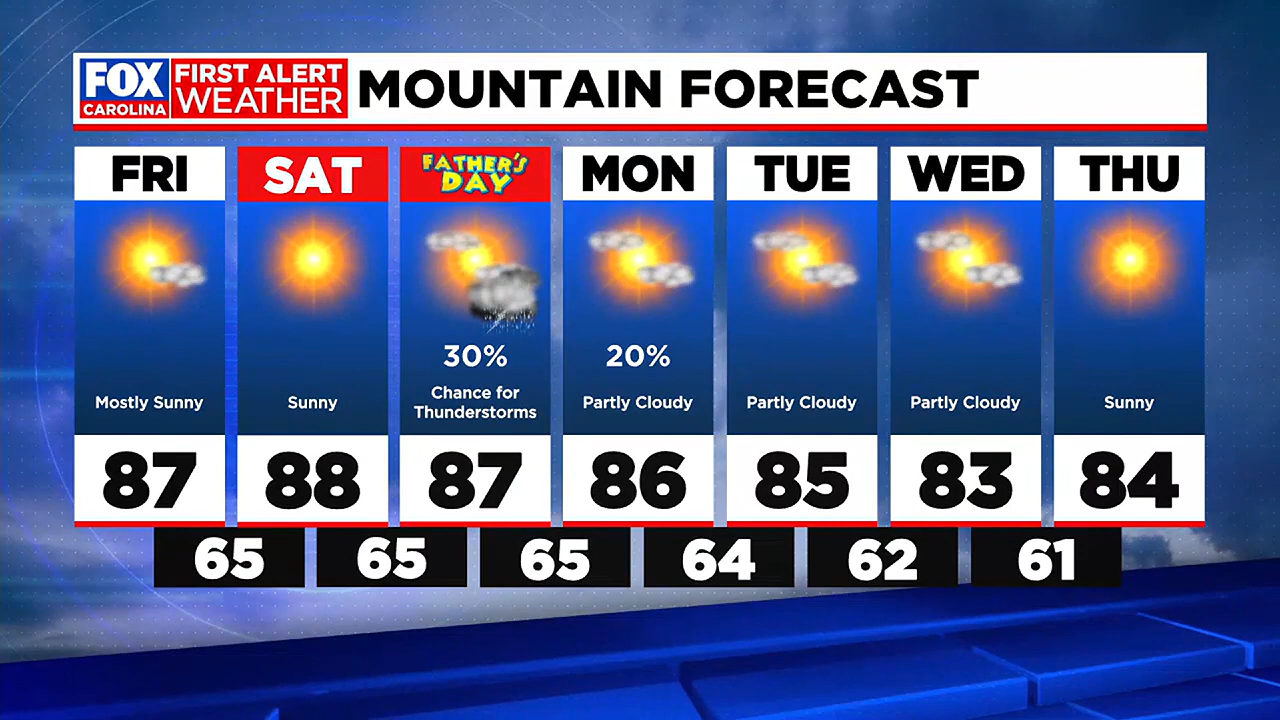 FOX
CAROLINA
FIRST ALERT
WEATHER
MOUNTAIN FORECAST
FRI
SAT
FATHER'S
DAY
MON
TUE
WED
THU
30%
20%
Mostly Sunny
Sunny
Chance for
Thunderstorms
Partly Cloudy
Partly Cloudy
Partly Cloudy
Sunny
87
88
87
86
85
83
84
65
65
65
64
62
61